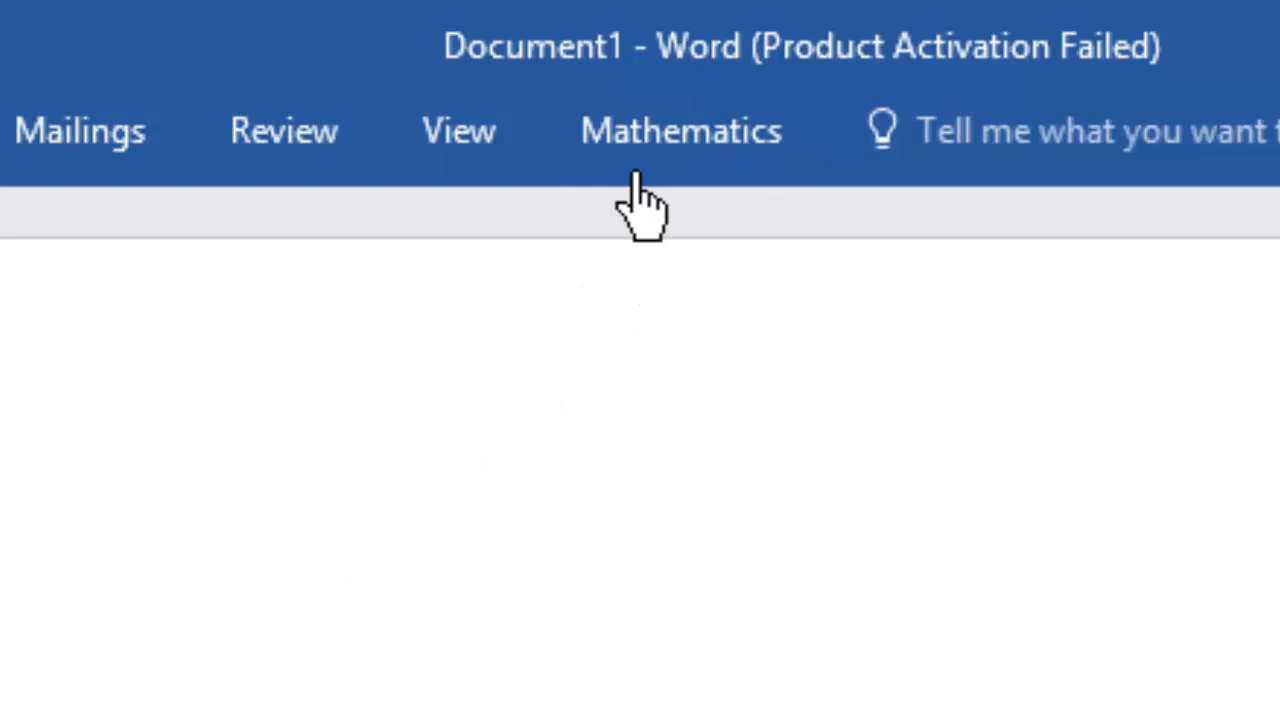 Document1 - Word (Product Activation Failed)
Mailings Review View Mathematics Tell me what you want